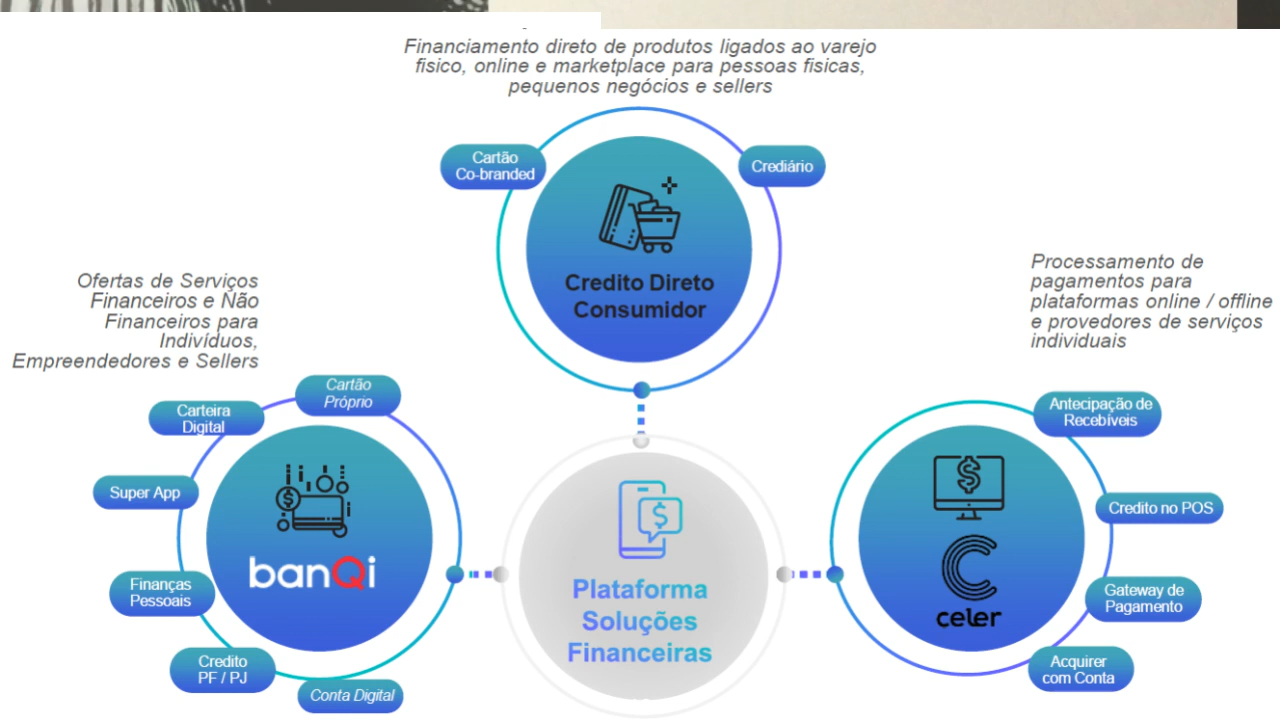 Financiamento direto de produtos ligados ao varejo
fisico, online e marketplace para pessoas fisicas,
pequenos negócios e sellers
Cartão
Co-branded
Crediário
Credito Direto
Consumidor
Ofertas de Serviços
Financeiros e Não
Financeiros para
Indivíduos,
Empreendedores e Sellers
Cartão
Próprio
Carteira
Digital
Super App
Finanças
Pessoais
Credito
PF / PJ
Conta Digital
banQi
Plataforma
Soluções
Financeiras
Processamento de
pagamentos para
plataformas online / offline
e provedores de serviços
individuais
Antecipação de
Recebíveis
Credito no POS
Gateway de
Pagamento
Acquirer
com Conta
celer